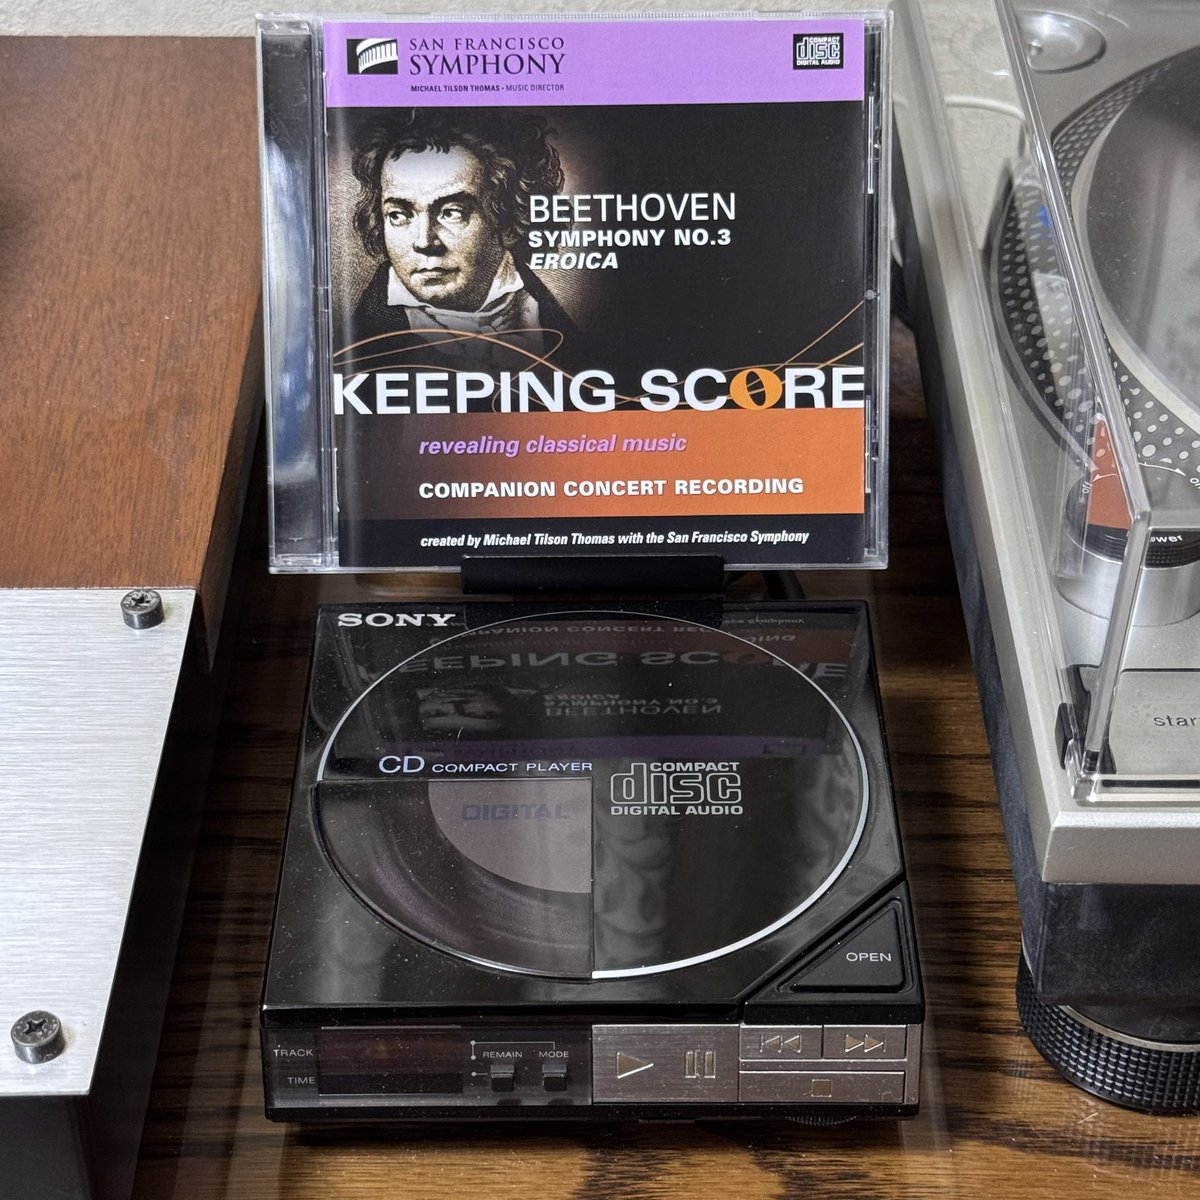 SAN FRANCISCO
SYMPHONY
MICHAEL TILSON THOMAS • MUSIC DIRECTOR
COMPACT
disc
DIGITAL AUDIO
BEETHOVEN
SYMPHONY NO.3
EROICA
KEEPING SCORE
revealing classical music
COMPANION CONCERT RECORDING
created by Michael Tilson Thomas with the San Francisco Symphony
off
SONY
CD COMPACT PLAYER
COMPACT
disc
DIGITAL AUDIO
DIGITAL
OPEN
TRACK
TIME
REMAIN
MODE